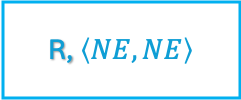 R, ⟨NE, NE⟩